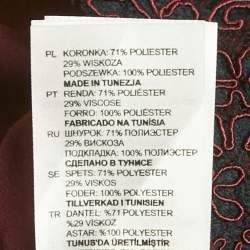 PL KORONKA: 71% POLIESTER
29% WISKOZA
PODSZEWKA: 100% POLIESTER
MADE IN TUNEZJA
PT RENDA: 71% POLIÉSTER
29% VISCOSE
FORRO: 100% POLIÉSTER
FABRICADO NA TUNÍSIA
RU ШНУРОК: 71% ПОЛИЭСТЕР
29% ВИСКОЗА
ПОДКЛАДКА: 100% ПОЛИЭСТЕР
СДЕЛАНО В ТУНИСЕ
SE SPETS: 71% POLYESTER
29% VISKOS
FODER: 100% POLYESTER
TILLVERKAD I TUNISIEN
TR DANTEL: %71 POLYESTER
%29 VISKOZ
ASTAR: %100 POLYESTER
TUNUS'DA ÜRETİLMİŞTİR